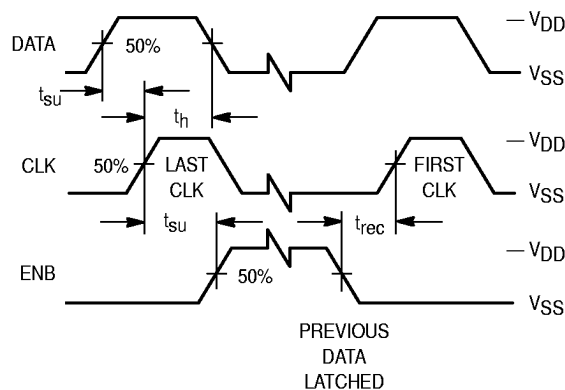 DATA
50%
VDD
VSS
tsu
th
CLK
50%
LAST
CLK
FIRST
CLK
VDD
VSS
tsu
trec
ENB
50%
VDD
VSS
PREVIOUS
DATA
LATCHED